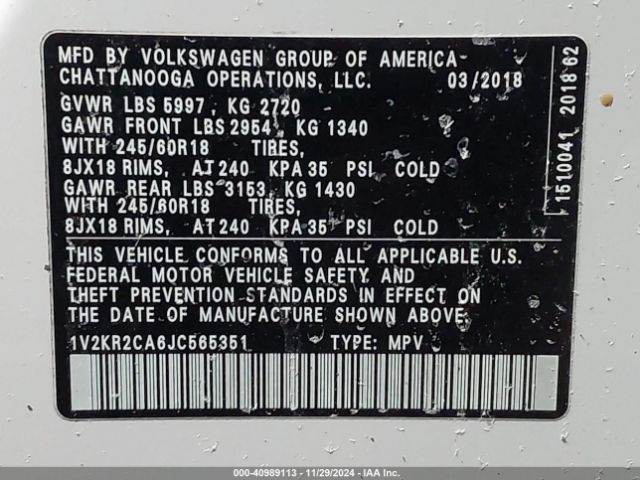 MFD BY VOLKSWAGEN GROUP OF AMERICA
CHATTANOOGA OPERATIONS, LLC. 03/2018
GVWR LBS 5997, KG 2720
GAWR FRONT LBS 2954, KG 1340
WITH 245/60R18 TIRES,
8JX18 RIMS, AT 240 KPA 35 PSI COLD
GAWR REAR LBS 3153, KG 1430
WITH 245/60R18 TIRES,
8JX18 RIMS, AT 240 KPA 35 PSI COLD
THIS VEHICLE CONFORMS TO ALL APPLICABLE U.S.
FEDERAL MOTOR VEHICLE SAFETY AND
THEFT PREVENTION STANDARDS IN EFFECT ON
THE DATE OF MANUFACTURE SHOWN ABOVE.
1V2KR2CA6JC565351 TYPE: MPV
1510041 2018 62
000-40989113 - 11/29/2024 - IAA Inc.